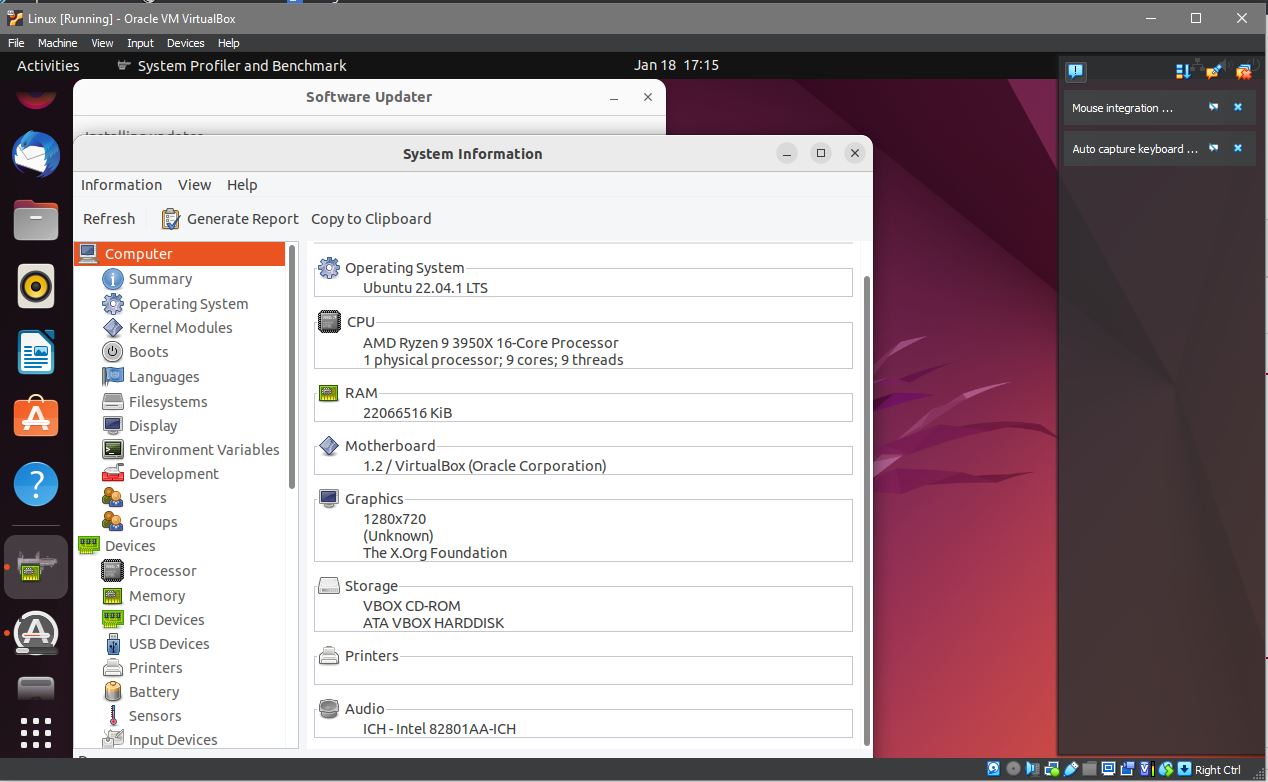 Linux [Running] - Oracle VM VirtualBox
File Machine View Input Devices Help
Activities System Profiler and Benchmark Jan 18 17:15
Software Updater
Installing updates
System Information
Information View Help
Refresh Generate Report Copy to Clipboard
Computer
Summary
Operating System
Kernel Modules
Boots
Languages
Filesystems
Display
Environment Variables
Development
Users
Groups
Devices
Processor
Memory
PCI Devices
USB Devices
Printers
Battery
Sensors
Input Devices
Operating System
Ubuntu 22.04.1 LTS
CPU
AMD Ryzen 9 3950X 16-Core Processor
1 physical processor; 9 cores; 9 threads
RAM
22066516 KiB
Motherboard
1.2 / VirtualBox (Oracle Corporation)
Graphics
1280x720
(Unknown)
The X.Org Foundation
Storage
VBOX CD-ROM
ATA VBOX HARDDISK
Printers
Audio
ICH - Intel 82801AA-ICH
Mouse integration ...
Auto capture keyboard ...
Right Ctrl